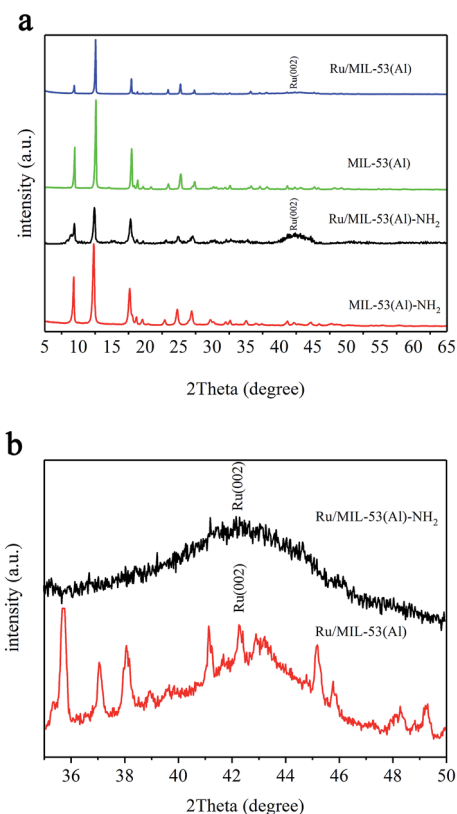 a
Ru(002)
Ru/MIL-53(Al)
MIL-53(Al)
Ru(002)
Ru/MIL-53(Al)-NH₂
MIL-53(Al)-NH₂
intensity (a.u.)
5 10 15 20 25 30 35 40 45 50 55 60 65
2Theta (degree)
b
Ru(002)
Ru/MIL-53(Al)-NH₂
Ru(002)
Ru/MIL-53(Al)
intensity (a.u.)
36 38 40 42 44 46 48 50
2Theta (degree)